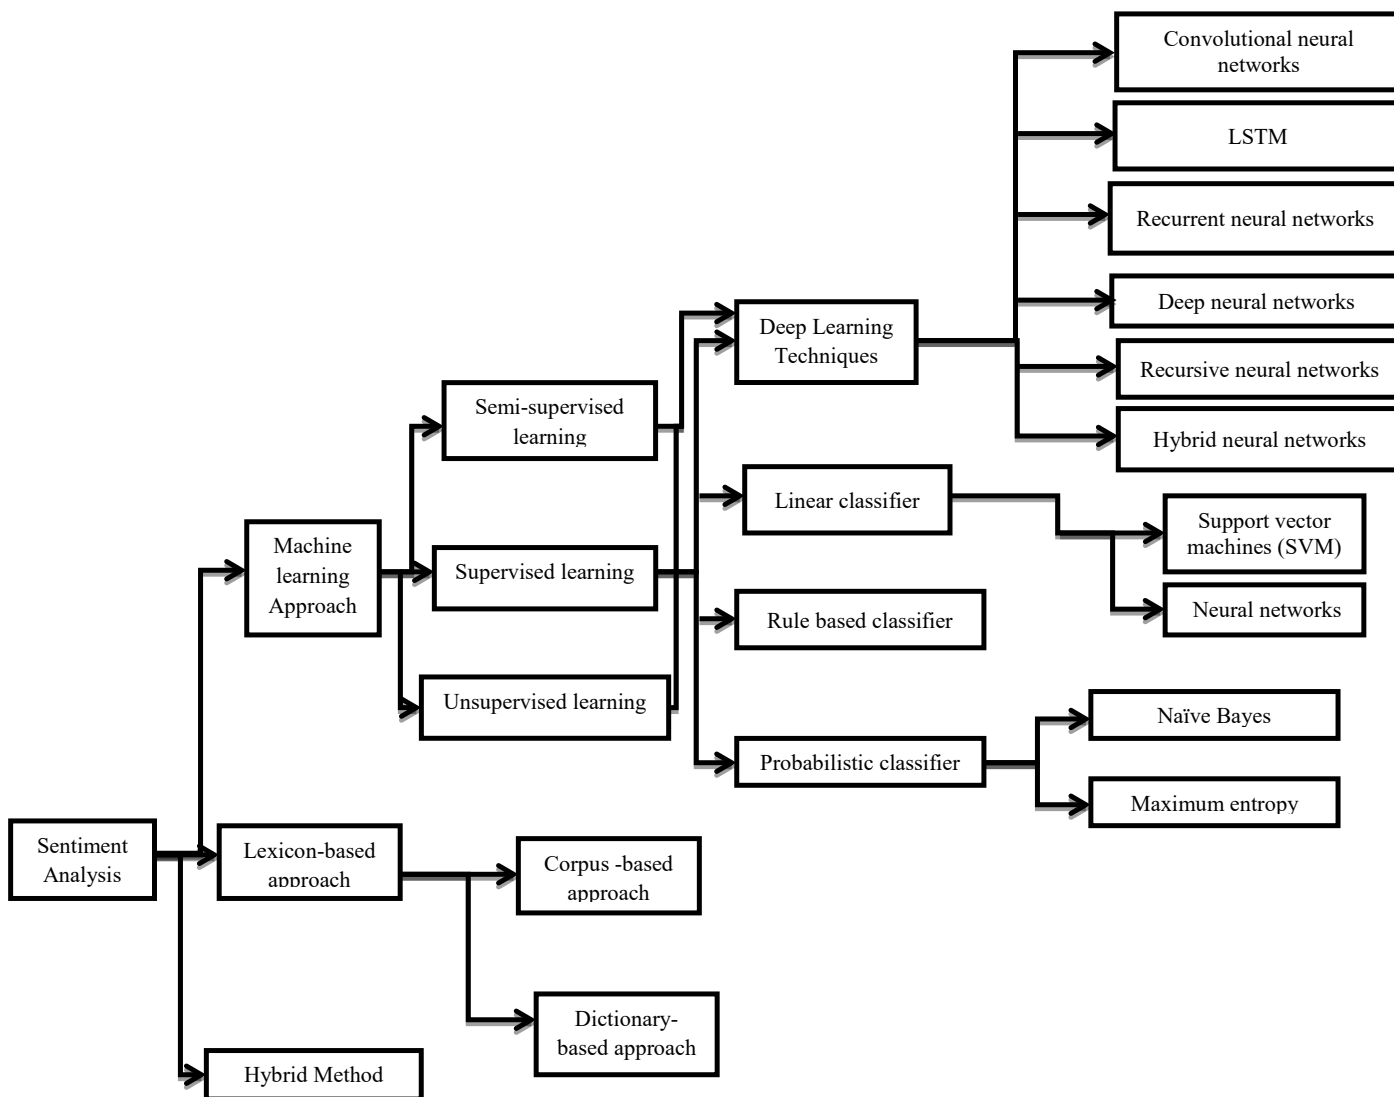 Convolutional neural
networks
LSTM
Recurrent neural networks
Deep neural networks
Recursive neural networks
Hybrid neural networks
Deep Learning
Techniques
Semi-supervised
learning
Linear classifier
Support vector
machines (SVM)
Machine
learning
Approach
Supervised learning
Rule based classifier
Neural networks
Unsupervised learning
Naïve Bayes
Probabilistic classifier
Maximum entropy
Sentiment
Analysis
Lexicon-based
approach
Corpus -based
approach
Dictionary-
based approach
Hybrid Method